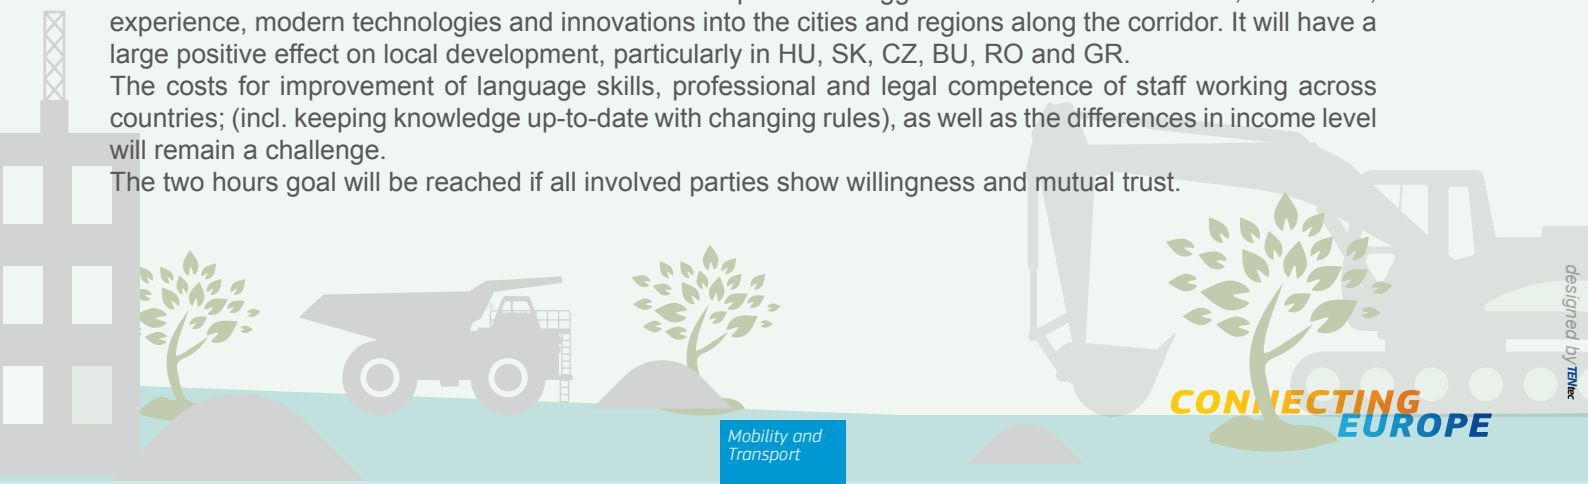 experience, modern technologies and innovations into the cities and regions along the corridor. It will have a
large positive effect on local development, particularly in HU, SK, CZ, BU, RO and GR.
The costs for improvement of language skills, professional and legal competence of staff working across
countries; (incl. keeping knowledge up-to-date with changing rules), as well as the differences in income level
will remain a challenge.
The two hours goal will be reached if all involved parties show willingness and mutual trust.
designed by TENtec
CONNECTING
EUROPE
Mobility and
Transport